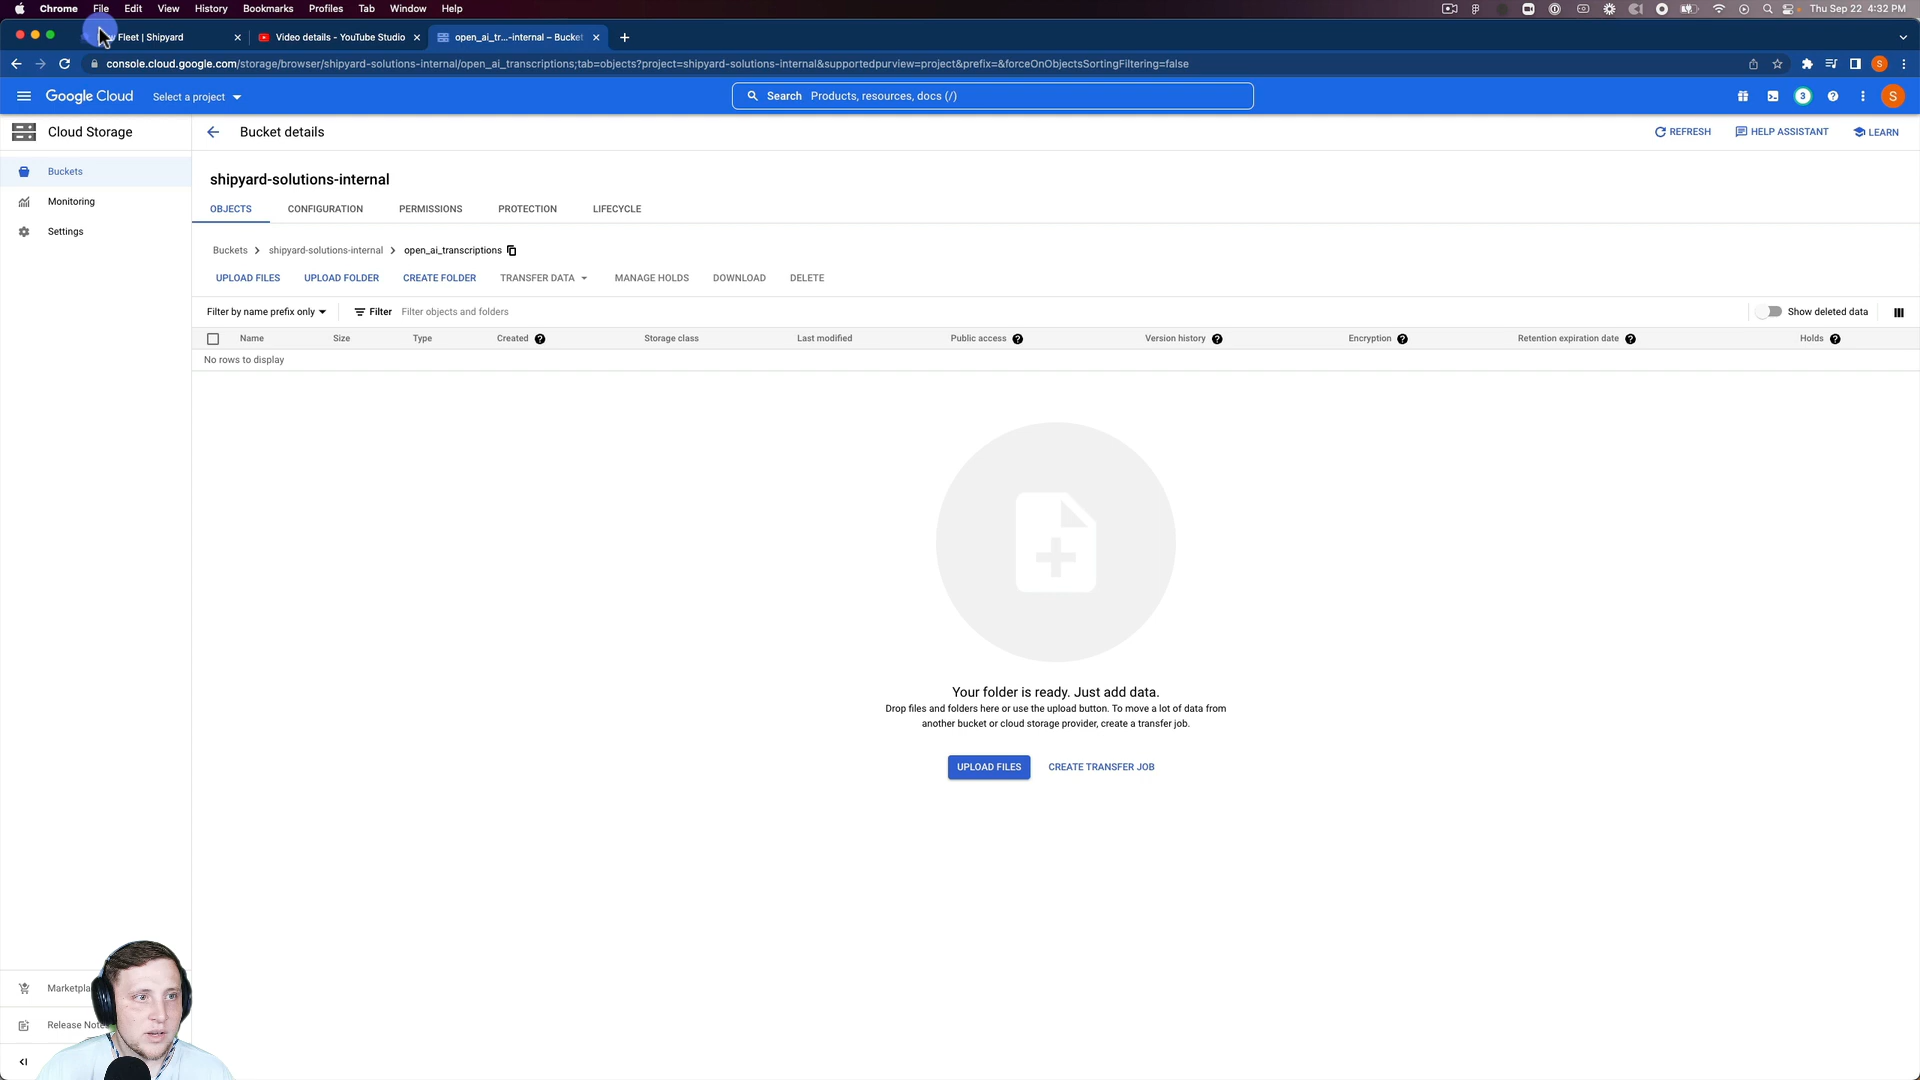 Chrome File Edit View History Bookmarks Profiles Tab Window Help Thu Sep 22 4:32 PM
Fleet | Shipyard Video details - YouTube Studio open_ai_tr...-internal – Bucket
console.cloud.google.com/storage/browser/shipyard-solutions-internal/open_ai_transcriptions;tab=objects?project=shipyard-solutions-internal&supportedpurview=project&prefix=&forceOnObjectsSortingFiltering=false S
Google Cloud Select a project Search Products, resources, docs (/) 3 S
Cloud Storage Bucket details REFRESH HELP ASSISTANT LEARN
Buckets
Monitoring
Settings
shipyard-solutions-internal
OBJECTS CONFIGURATION PERMISSIONS PROTECTION LIFECYCLE
Buckets shipyard-solutions-internal open_ai_transcriptions
UPLOAD FILES UPLOAD FOLDER CREATE FOLDER TRANSFER DATA MANAGE HOLDS DOWNLOAD DELETE
Filter by name prefix only Filter Filter objects and folders Show deleted data
Name Size Type Created Storage class Last modified Public access Version history Encryption Retention expiration date Holds
No rows to display
Your folder is ready. Just add data.
Drop files and folders here or use the upload button. To move a lot of data from
another bucket or cloud storage provider, create a transfer job.
UPLOAD FILES CREATE TRANSFER JOB
Marketpla
Release Note